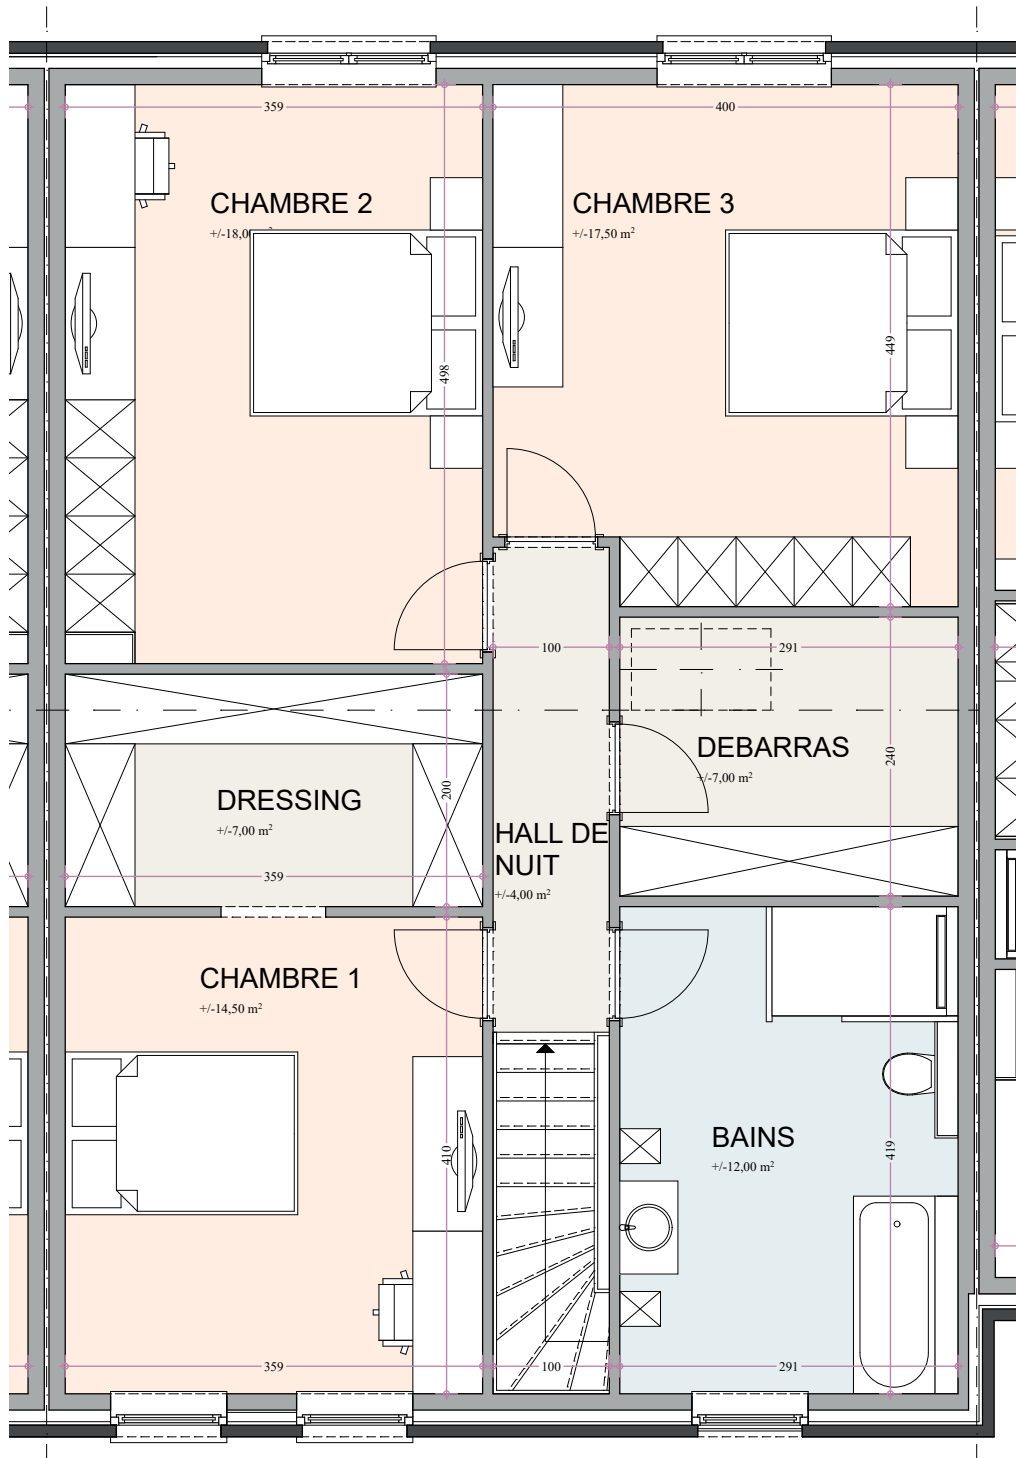 359
400
CHAMBRE 2
+/-18,0
CHAMBRE 3
+/-17,50 m²
498
449
100
291
DEBARRAS
+/-7,00 m²
240
DRESSING
+/-7,00 m²
200
HALL DE
NUIT
+/-4,00 m²
359
CHAMBRE 1
+/-14,50 m²
410
BAINS
+/-12,00 m²
419
359
100
291